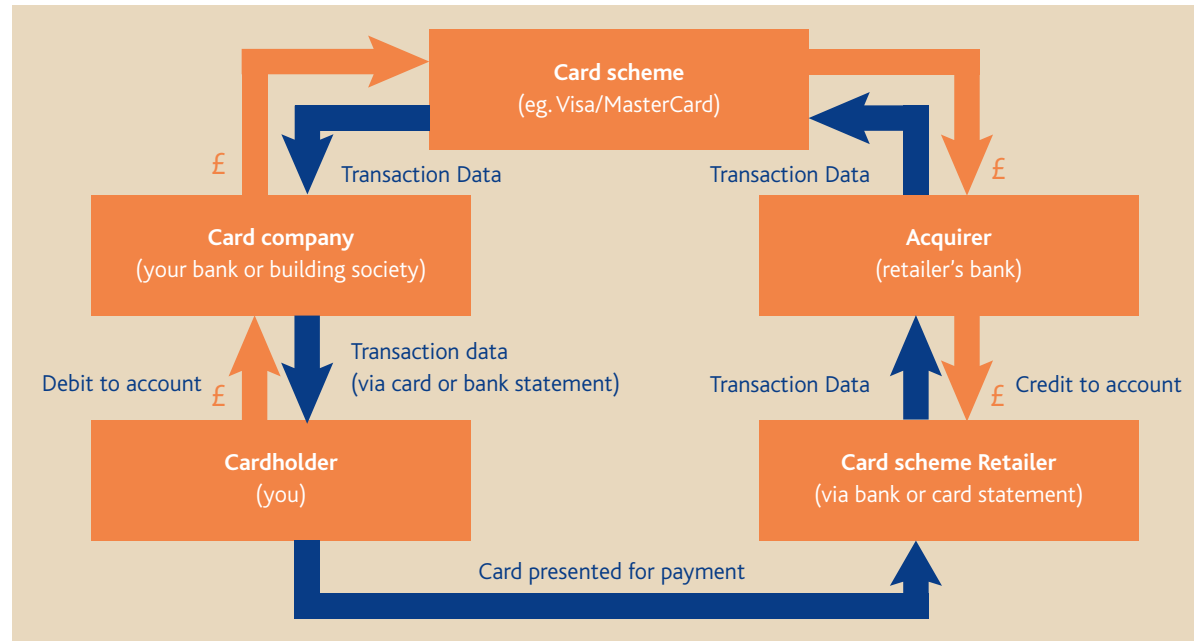 Card scheme
(eg. Visa/MasterCard)
£
Transaction Data
Transaction Data
£
Card company
(your bank or building society)
Acquirer
(retailer's bank)
Debit to account
£
Transaction data
(via card or bank statement)
Transaction Data
£
Credit to account
Cardholder
(you)
Card scheme Retailer
(via bank or card statement)
Card presented for payment